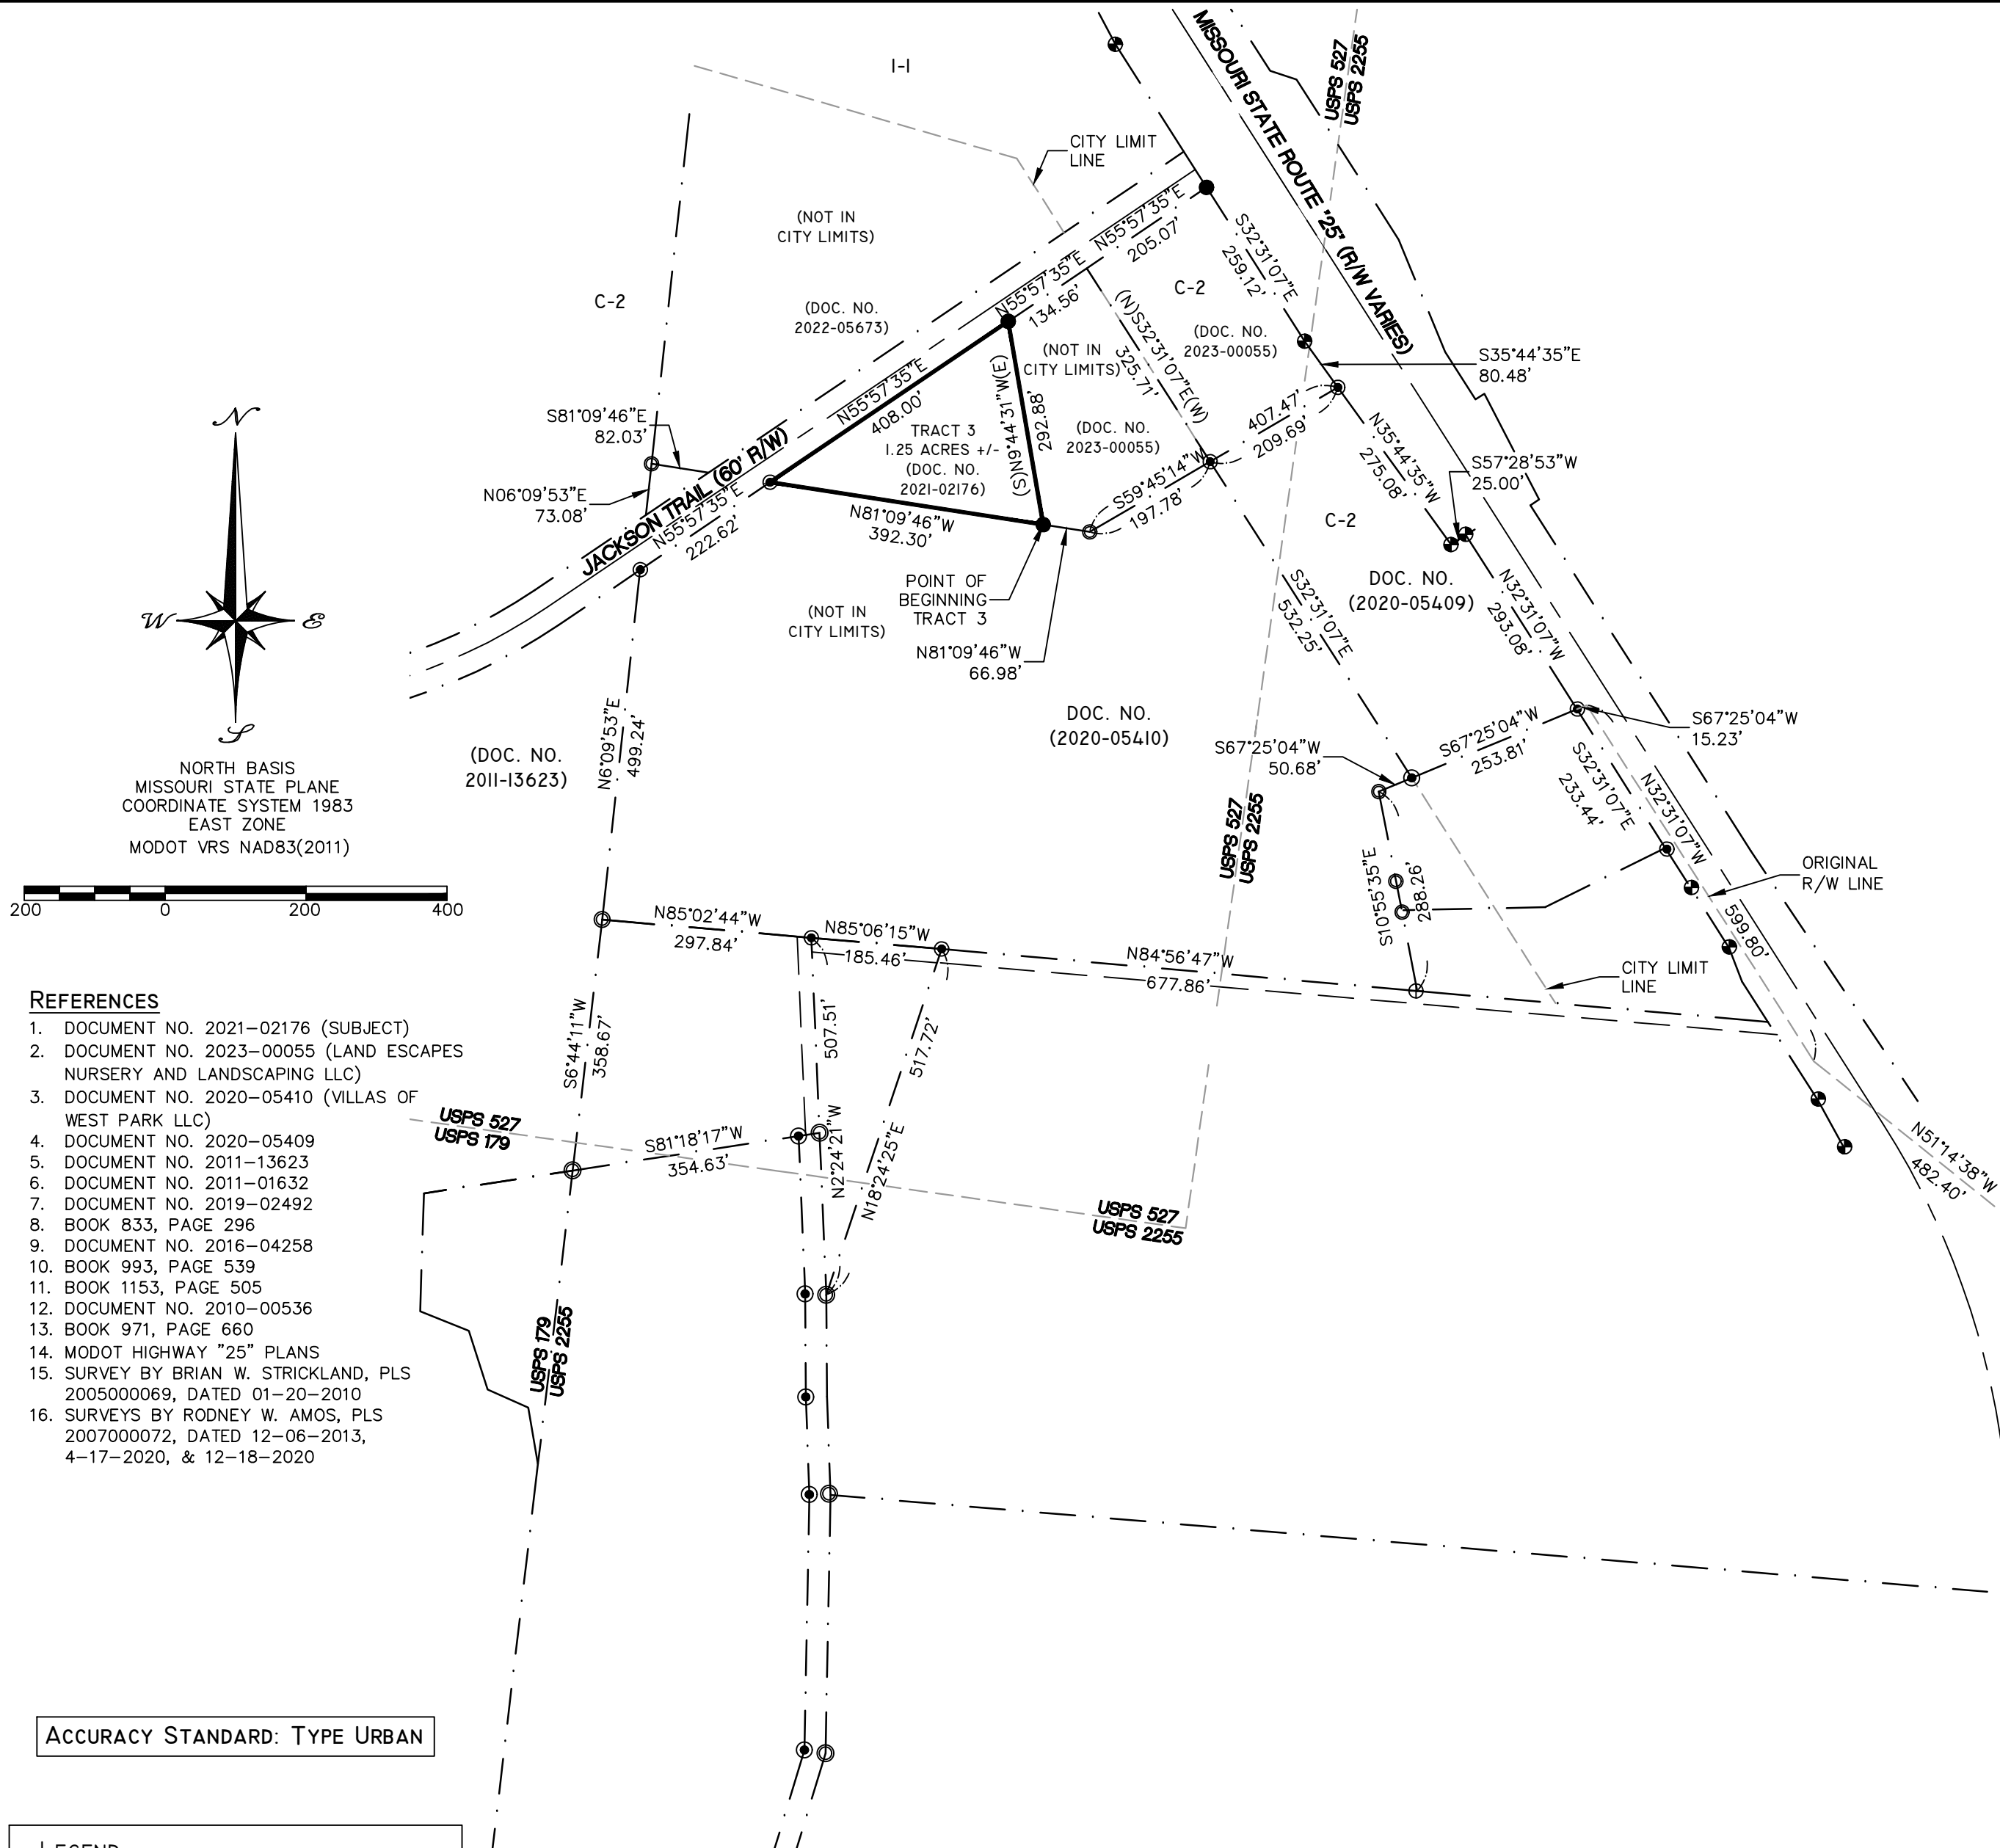 I-I
MISSOURI STATE ROUTE "25" (R/W VARIES)
USPS 527
USPS 2255
CITY LIMIT
LINE
(NOT IN
CITY LIMITS)
N55°57'35"E
205.07'
S32°31'07"E
259.12'
C-2
C-2
(DOC. NO.
2022-05673)
N55°57'35"E
134.56'
(N)S32°31'07"E(W)
325.71'
(DOC. NO.
2023-00055)
S35°44'35"E
80.48'
(NOT IN
CITY LIMITS)
N55°57'35"E
408.00'
(S)N9°44'31"W(E)
292.88'
S81°09'46"E
82.03'
TRACT 3
1.25 ACRES +/-
(DOC. NO.
2021-02176)
(DOC. NO.
2023-00055)
407.47'
209.69'
N35°44'35"W
275.08'
S57°28'53"W
25.00'
N06°09'53"E
73.08'
JACKSON TRAIL (60' R/W)
N55°57'35"E
222.62'
N81°09'46"W
392.30'
S59°45'14"W
197.78'
C-2
POINT OF
BEGINNING
TRACT 3
(NOT IN
CITY LIMITS)
N81°09'46"W
66.98'
S32°31'07"E
532.25'
DOC. NO.
(2020-05409)
N32°31'07"W
293.08'
N
W
E
S
NORTH BASIS
MISSOURI STATE PLANE
COORDINATE SYSTEM 1983
EAST ZONE
MODOT VRS NAD83(2011)
200 0 200 400
(DOC. NO.
2011-13623)
N6°09'53"E
499.24'
DOC. NO.
(2020-05410)
S67°25'04"W
50.68'
S67°25'04"W
253.81'
S67°25'04"W
15.23'
S32°31'07"E
233.44'
N32°31'07"W
599.80'
USPS 527
USPS 2255
S10°55'35"E
288.26'
ORIGINAL
R/W LINE
CITY LIMIT
LINE
N85°02'44"W
297.84'
N85°06'15"W
185.46'
N84°56'47"W
677.86'
S6°44'11"W
358.67'
507.51'
N2°24'21"W
517.72'
N18°24'25"E
USPS 527
USPS 179
S81°18'17"W
354.63'
USPS 527
USPS 2255
N51°14'38"W
482.40'
USPS 179
USPS 2255
REFERENCES
1. DOCUMENT NO. 2021-02176 (SUBJECT)
2. DOCUMENT NO. 2023-00055 (LAND ESCAPES
NURSERY AND LANDSCAPING LLC)
3. DOCUMENT NO. 2020-05410 (VILLAS OF
WEST PARK LLC)
4. DOCUMENT NO. 2020-05409
5. DOCUMENT NO. 2011-13623
6. DOCUMENT NO. 2011-01632
7. DOCUMENT NO. 2019-02492
8. BOOK 833, PAGE 296
9. DOCUMENT NO. 2016-04258
10. BOOK 993, PAGE 539
11. BOOK 1153, PAGE 505
12. DOCUMENT NO. 2010-00536
13. BOOK 971, PAGE 660
14. MODOT HIGHWAY "25" PLANS
15. SURVEY BY BRIAN W. STRICKLAND, PLS
2005000069, DATED 01-20-2010
16. SURVEYS BY RODNEY W. AMOS, PLS
2007000072, DATED 12-06-2013,
4-17-2020, & 12-18-2020
ACCURACY STANDARD: TYPE URBAN
LEGEND